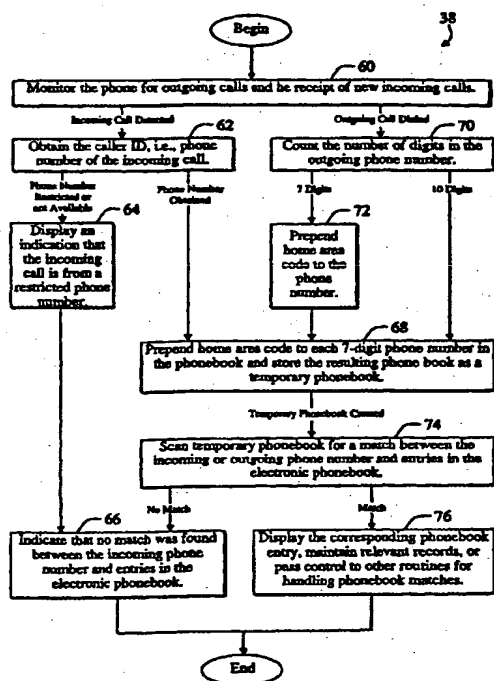 Begin
38
60
Monitor the phone for outgoing calls and he receipt of new incoming calls.
Incoming Call Detected
62
Outgoing Call Dialed
70
Obtain the caller ID, i.e., phone
number of the incoming call.
Count the number of digits in the
outgoing phone number.
Phone Number
Restricted or
not Available
64
Phone Number
Obtained
7 Digits
72
10 Digits
Display an
indication that
the incoming
call is from a
restricted phone
number.
Prepend
home area
code to the
phone
number.
68
Prepend home area code to each 7-digit phone number in
the phonebook and store the resulting phone book as a
temporary phonebook.
Temporary Phonebook Created
74
Scan temporary phonebook for a match between the
incoming or outgoing phone number and entries in the
electronic phonebook.
66
No Match
Match
76
Indicate that no match was found
between the incoming phone
number and entries in the
electronic phonebook.
Display the corresponding phonebook
entry, maintain relevant records, or
pass control to other routines for
handling phonebook matches.
End